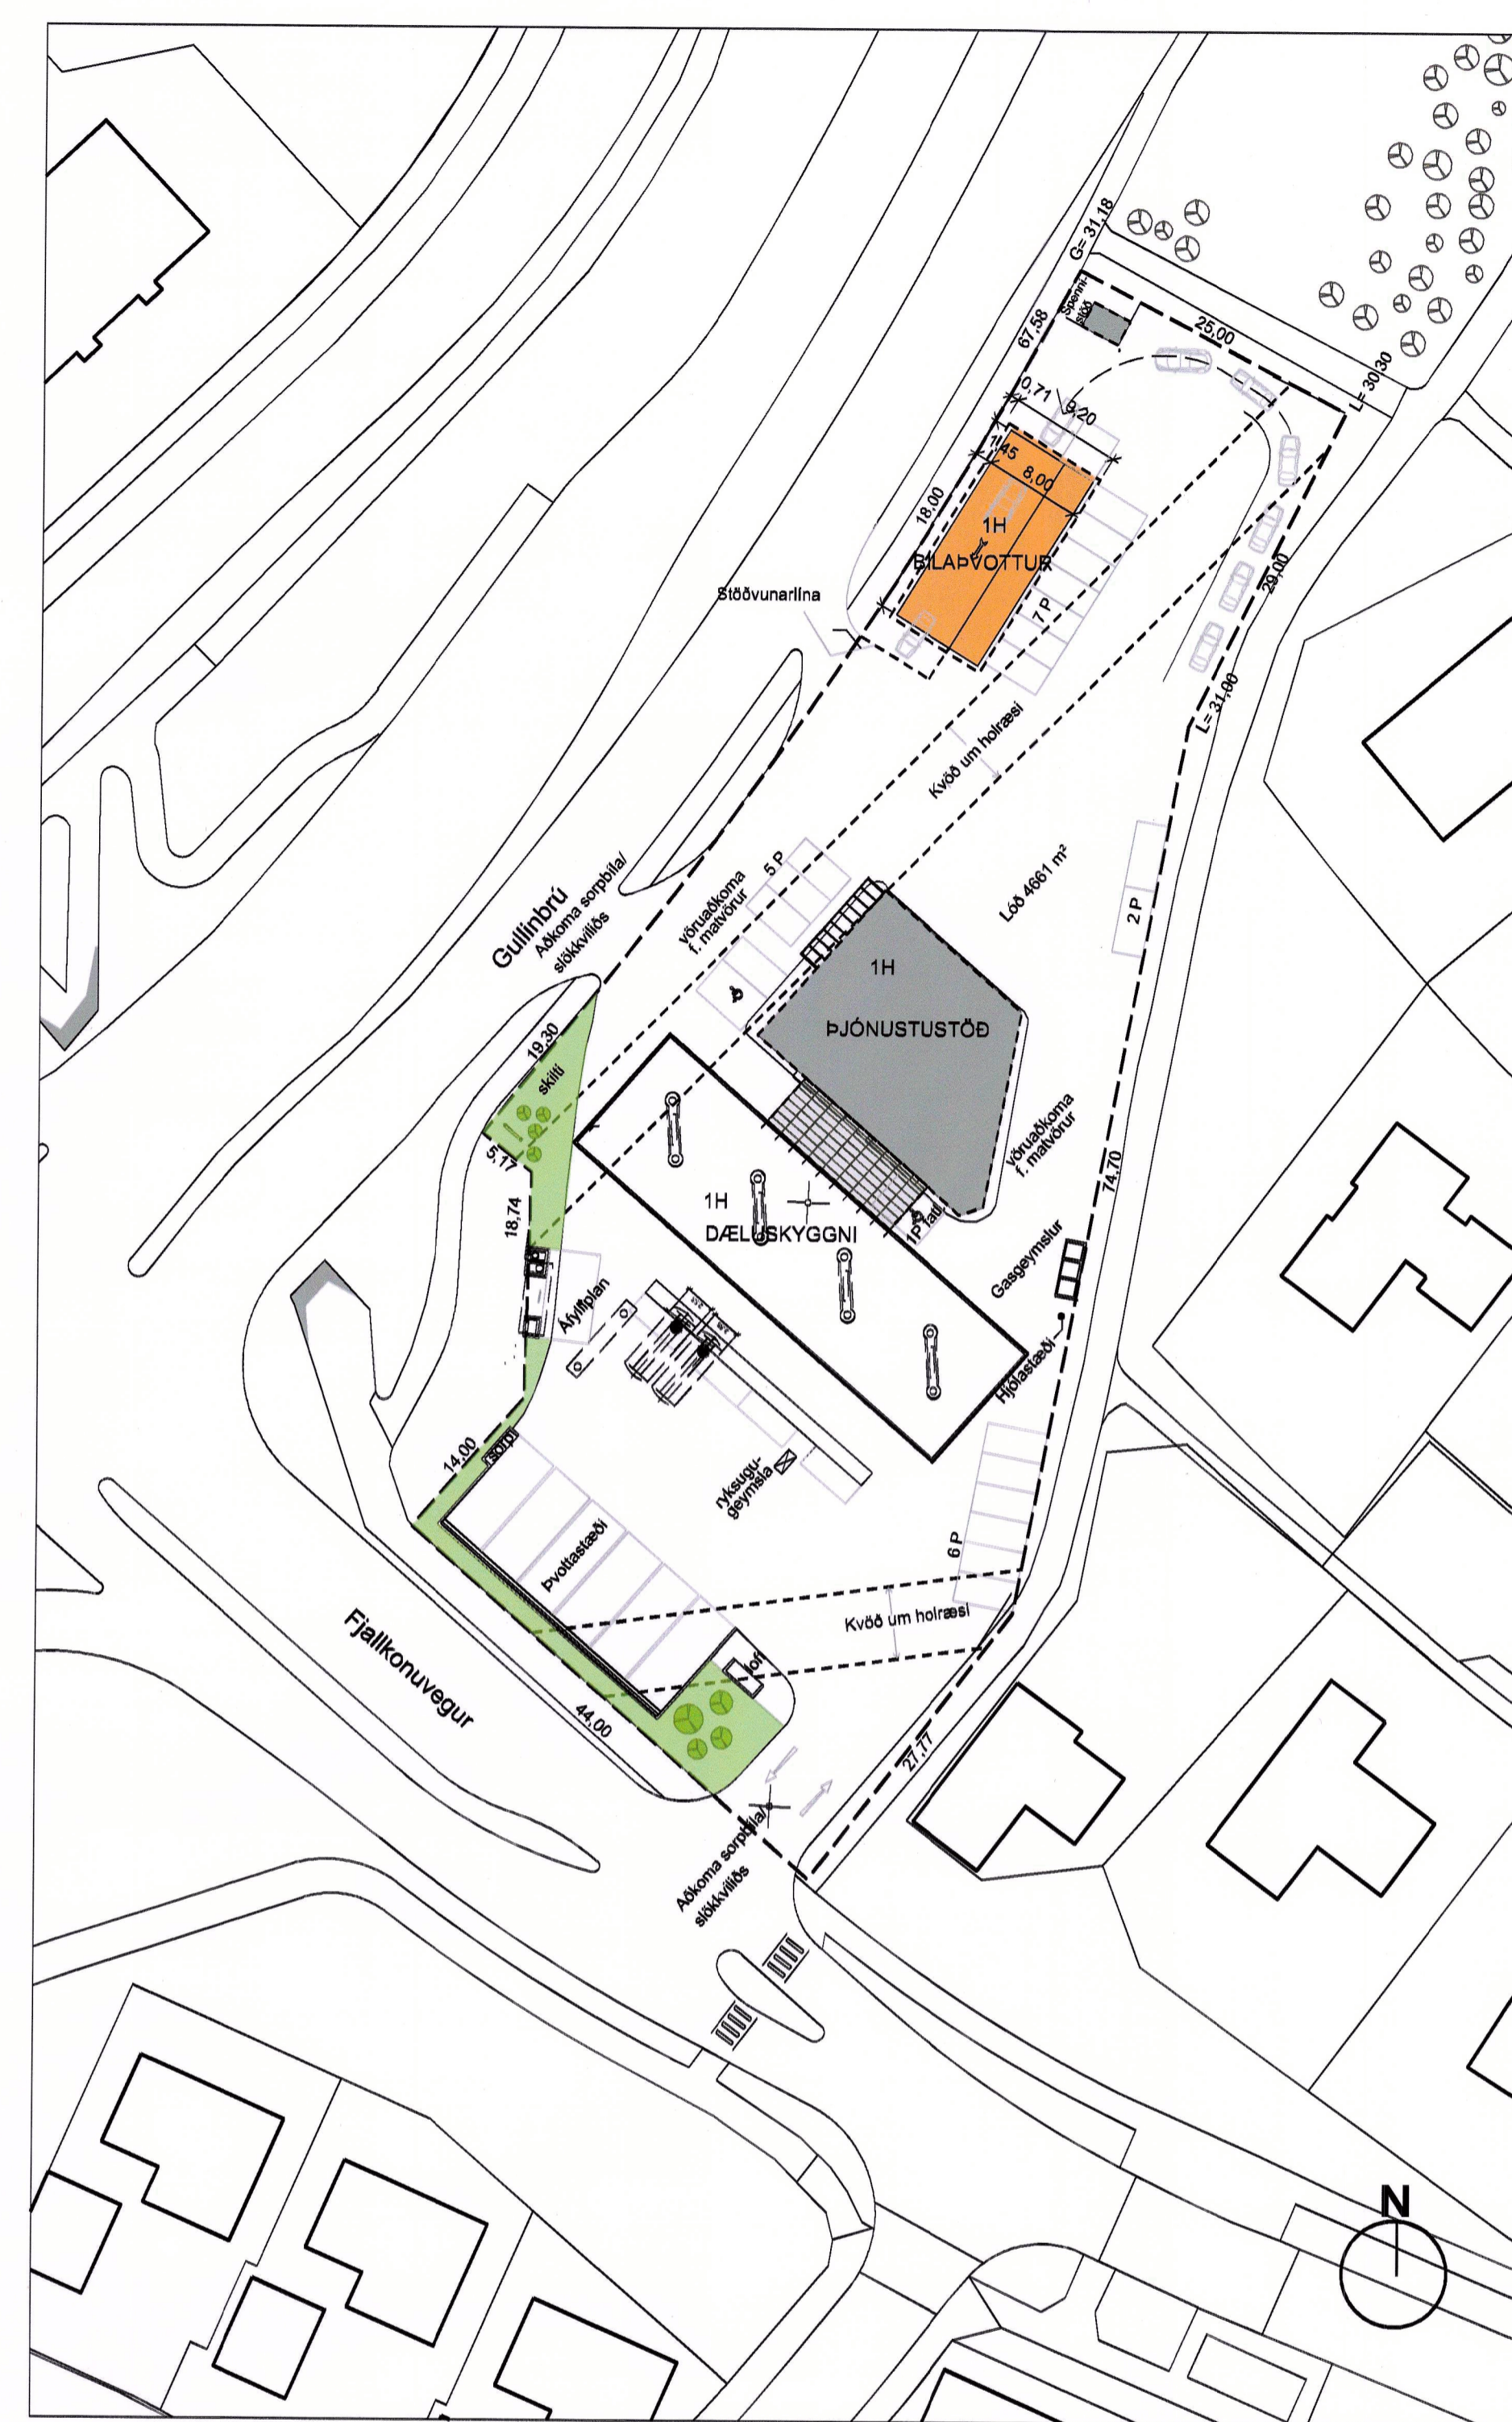 G= 31,18
Spenni-
stöð
67,58
25,00
L= 30,30
0,71
9,20
1,45
8,00
18,00
1H
BÍLAÞVOTTUR
Stöðvunarlína
7 P
29,00
L= 31,00
Kvöð um holræsi
5 P
vöruaðkoma
f. matvörur
Lóð 4661 m²
2 P
Gullinbrú
Aðkoma sorpbíla/
slökkviliðs
1H
ÞJÓNUSTUSTÖÐ
19,30
skilti
5,17
18,74
1H
DÆLUSKYGGNI
1P fatl
vöruaðkoma
f. matvörur
74,70
Gasgeymslur
Hjólastæði
Áfylliplan
14,00
sorp
ryksugu-
geymsla
Þvottastæði
6 P
Kvöð um holræsi
loft
Fjallkonuvegur
44,00
27,77
Aðkoma sorpbíla/
slökkviliðs
N